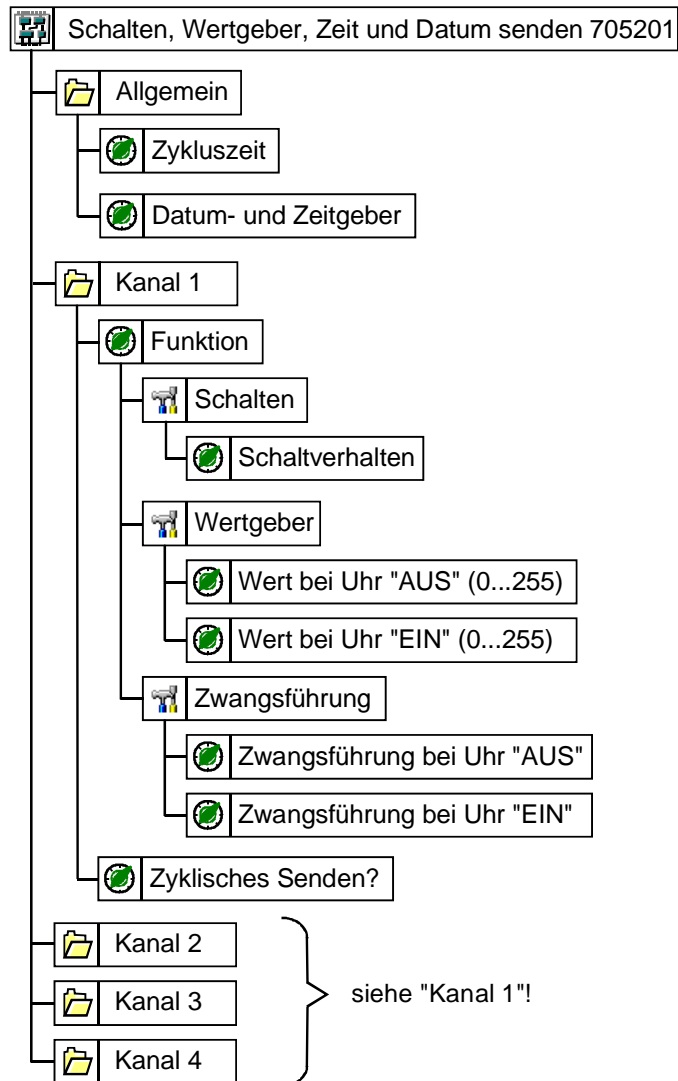 Schalten, Wertgeber, Zeit und Datum senden 705201
Allgemein
Zykluszeit
Datum- und Zeitgeber
Kanal 1
Funktion
Schalten
Schaltverhalten
Wertgeber
Wert bei Uhr "AUS" (0...255)
Wert bei Uhr "EIN" (0...255)
Zwangsführung
Zwangsführung bei Uhr "AUS"
Zwangsführung bei Uhr "EIN"
Zyklisches Senden?
Kanal 2
Kanal 3
siehe "Kanal 1"!
Kanal 4